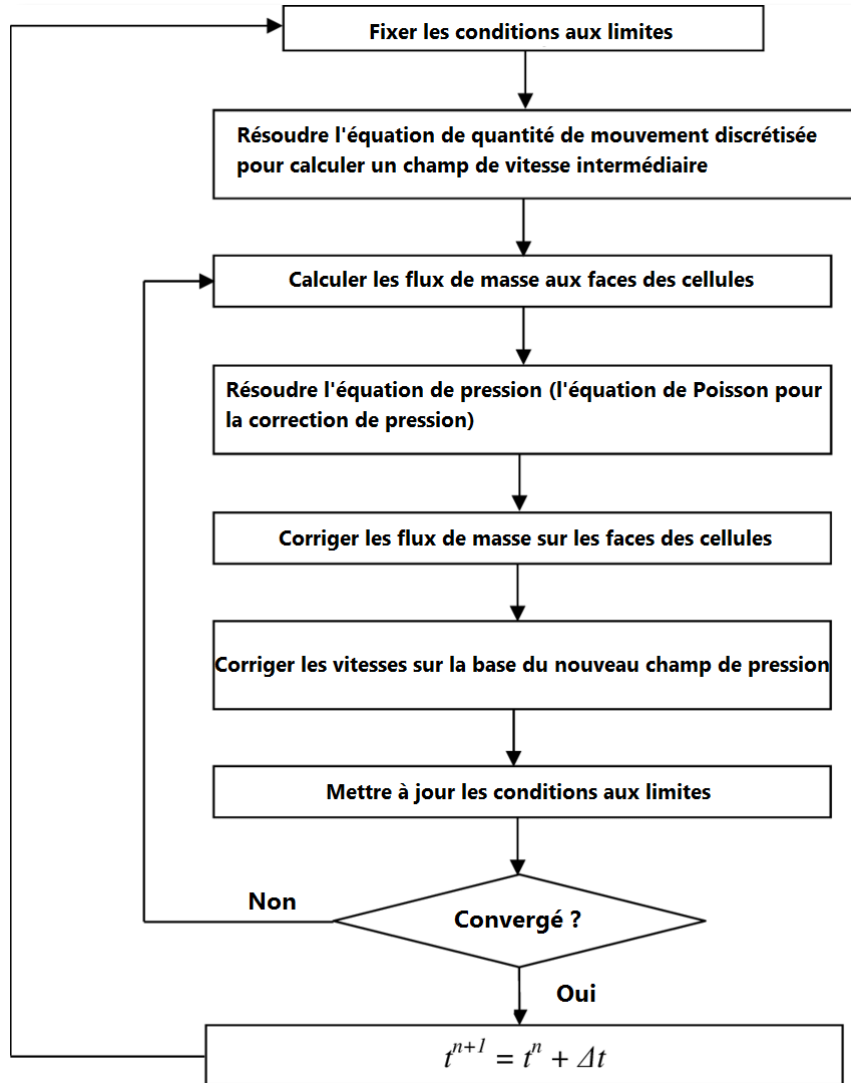 Fixer les conditions aux limites
Résoudre l'équation de quantité de mouvement discrétisée
pour calculer un champ de vitesse intermédiaire
Calculer les flux de masse aux faces des cellules
Résoudre l'équation de pression (l'équation de Poisson pour
la correction de pression)
Corriger les flux de masse sur les faces des cellules
Corriger les vitesses sur la base du nouveau champ de pression
Mettre à jour les conditions aux limites
Non
Convergé ?
Oui
tⁿ⁺¹ = tⁿ + Δt